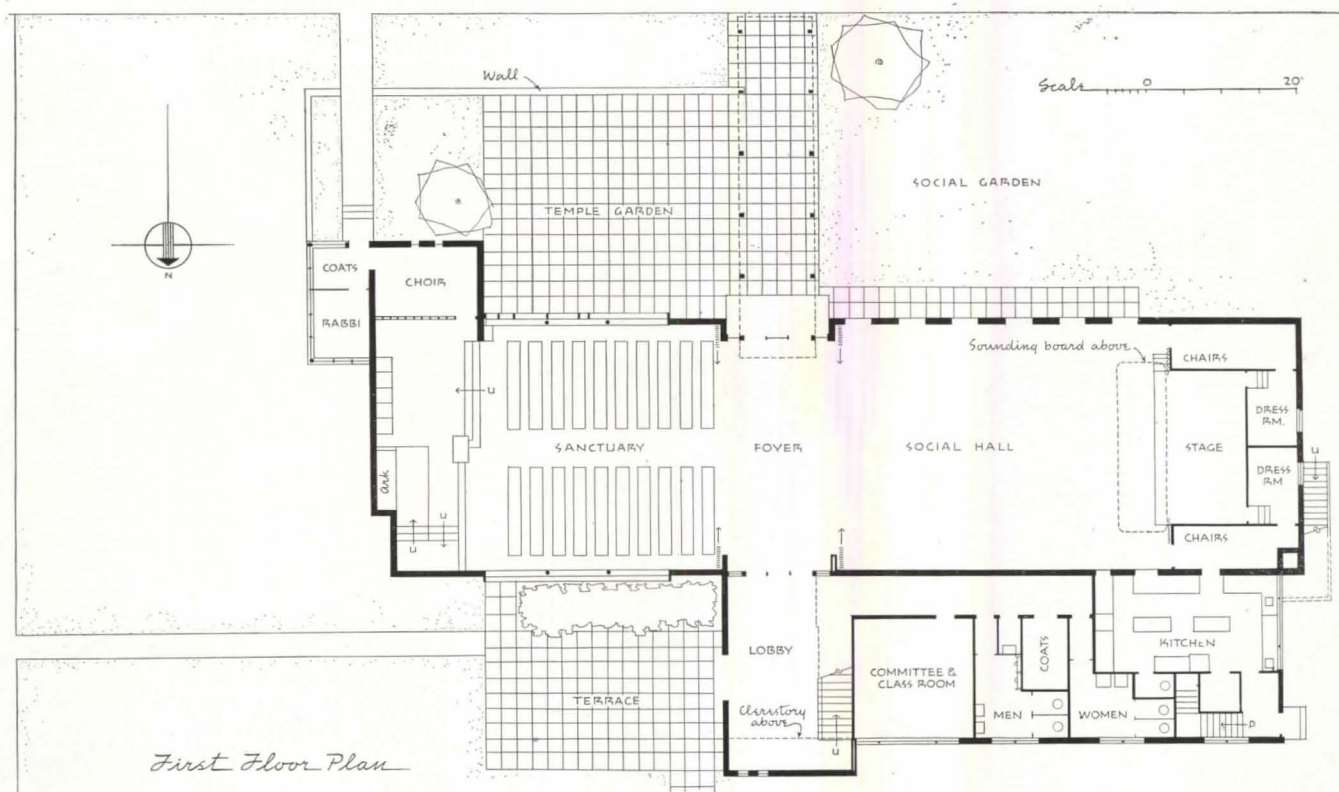 Wall
Scale 0 20'
SOCIAL GARDEN
TEMPLE GARDEN
N
COATS
CHOIR
RABBI
Sounding board above
CHAIRS
DRESS
RM.
U
SANCTUARY
FOYER
SOCIAL HALL
STAGE
U
DRESS
RM
Ark
U
U
CHAIRS
KITCHEN
LOBBY
COATS
COMMITTEE &
CLASS ROOM
TERRACE
Clerestory
above
MEN
WOMEN
D
U
First Floor Plan